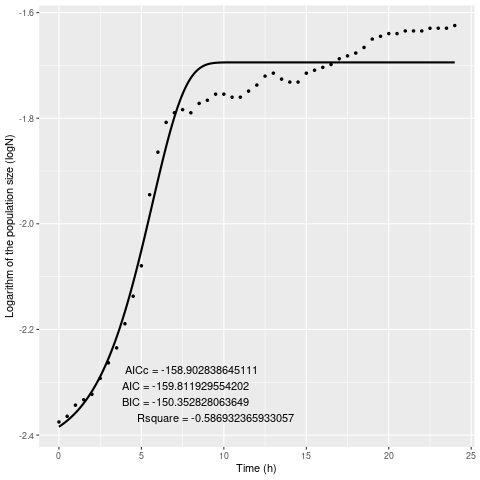 -1.6
-1.8
-2.0
-2.2
-2.4
Logarithm of the population size (logN)
AICc = -158.902838645111
AIC = -159.811929554202
BIC = -150.352828063649
Rsquare = -0.586932365933057
0 5 10 15 20 25
Time (h)